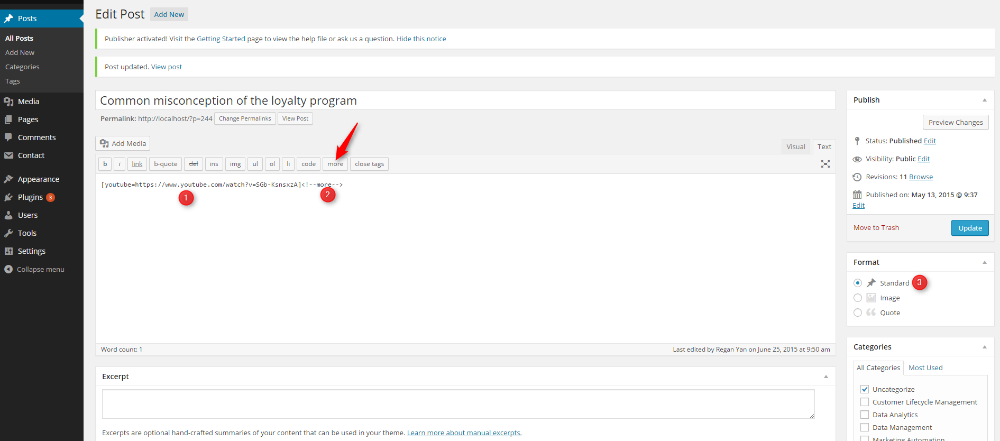 Posts
All Posts
Add New
Categories
Tags
Media
Pages
Comments
Contact
Appearance
Plugins 3
Users
Tools
Settings
Collapse menu
Edit Post Add New
Publisher activated! Visit the Getting Started page to view the help file or ask us a question. Hide this notice
Post updated. View post
Common misconception of the loyalty program
Permalink: http://localhost/?p=244 Change Permalinks View Post
Add Media
Visual Text
b i link b-quote del ins img ul ol li code more close tags
[youtube=https://www.youtube.com/watch?v=SGb-KsnsxzA]<!--more-->
1 2
Word count: 1
Last edited by Regan Yan on June 25, 2015 at 9:50 am
Excerpt
Excerpts are optional hand-crafted summaries of your content that can be used in your theme. Learn more about manual excerpts.
Publish
Preview Changes
Status: Published Edit
Visibility: Public Edit
Revisions: 11 Browse
Published on: May 13, 2015 @ 9:37
Edit
Move to Trash Update
Format
Standard 3
Image
Quote
Categories
All Categories Most Used
Uncategorize
Customer Lifecycle Management
Data Analytics
Data Management
Marketing Automation